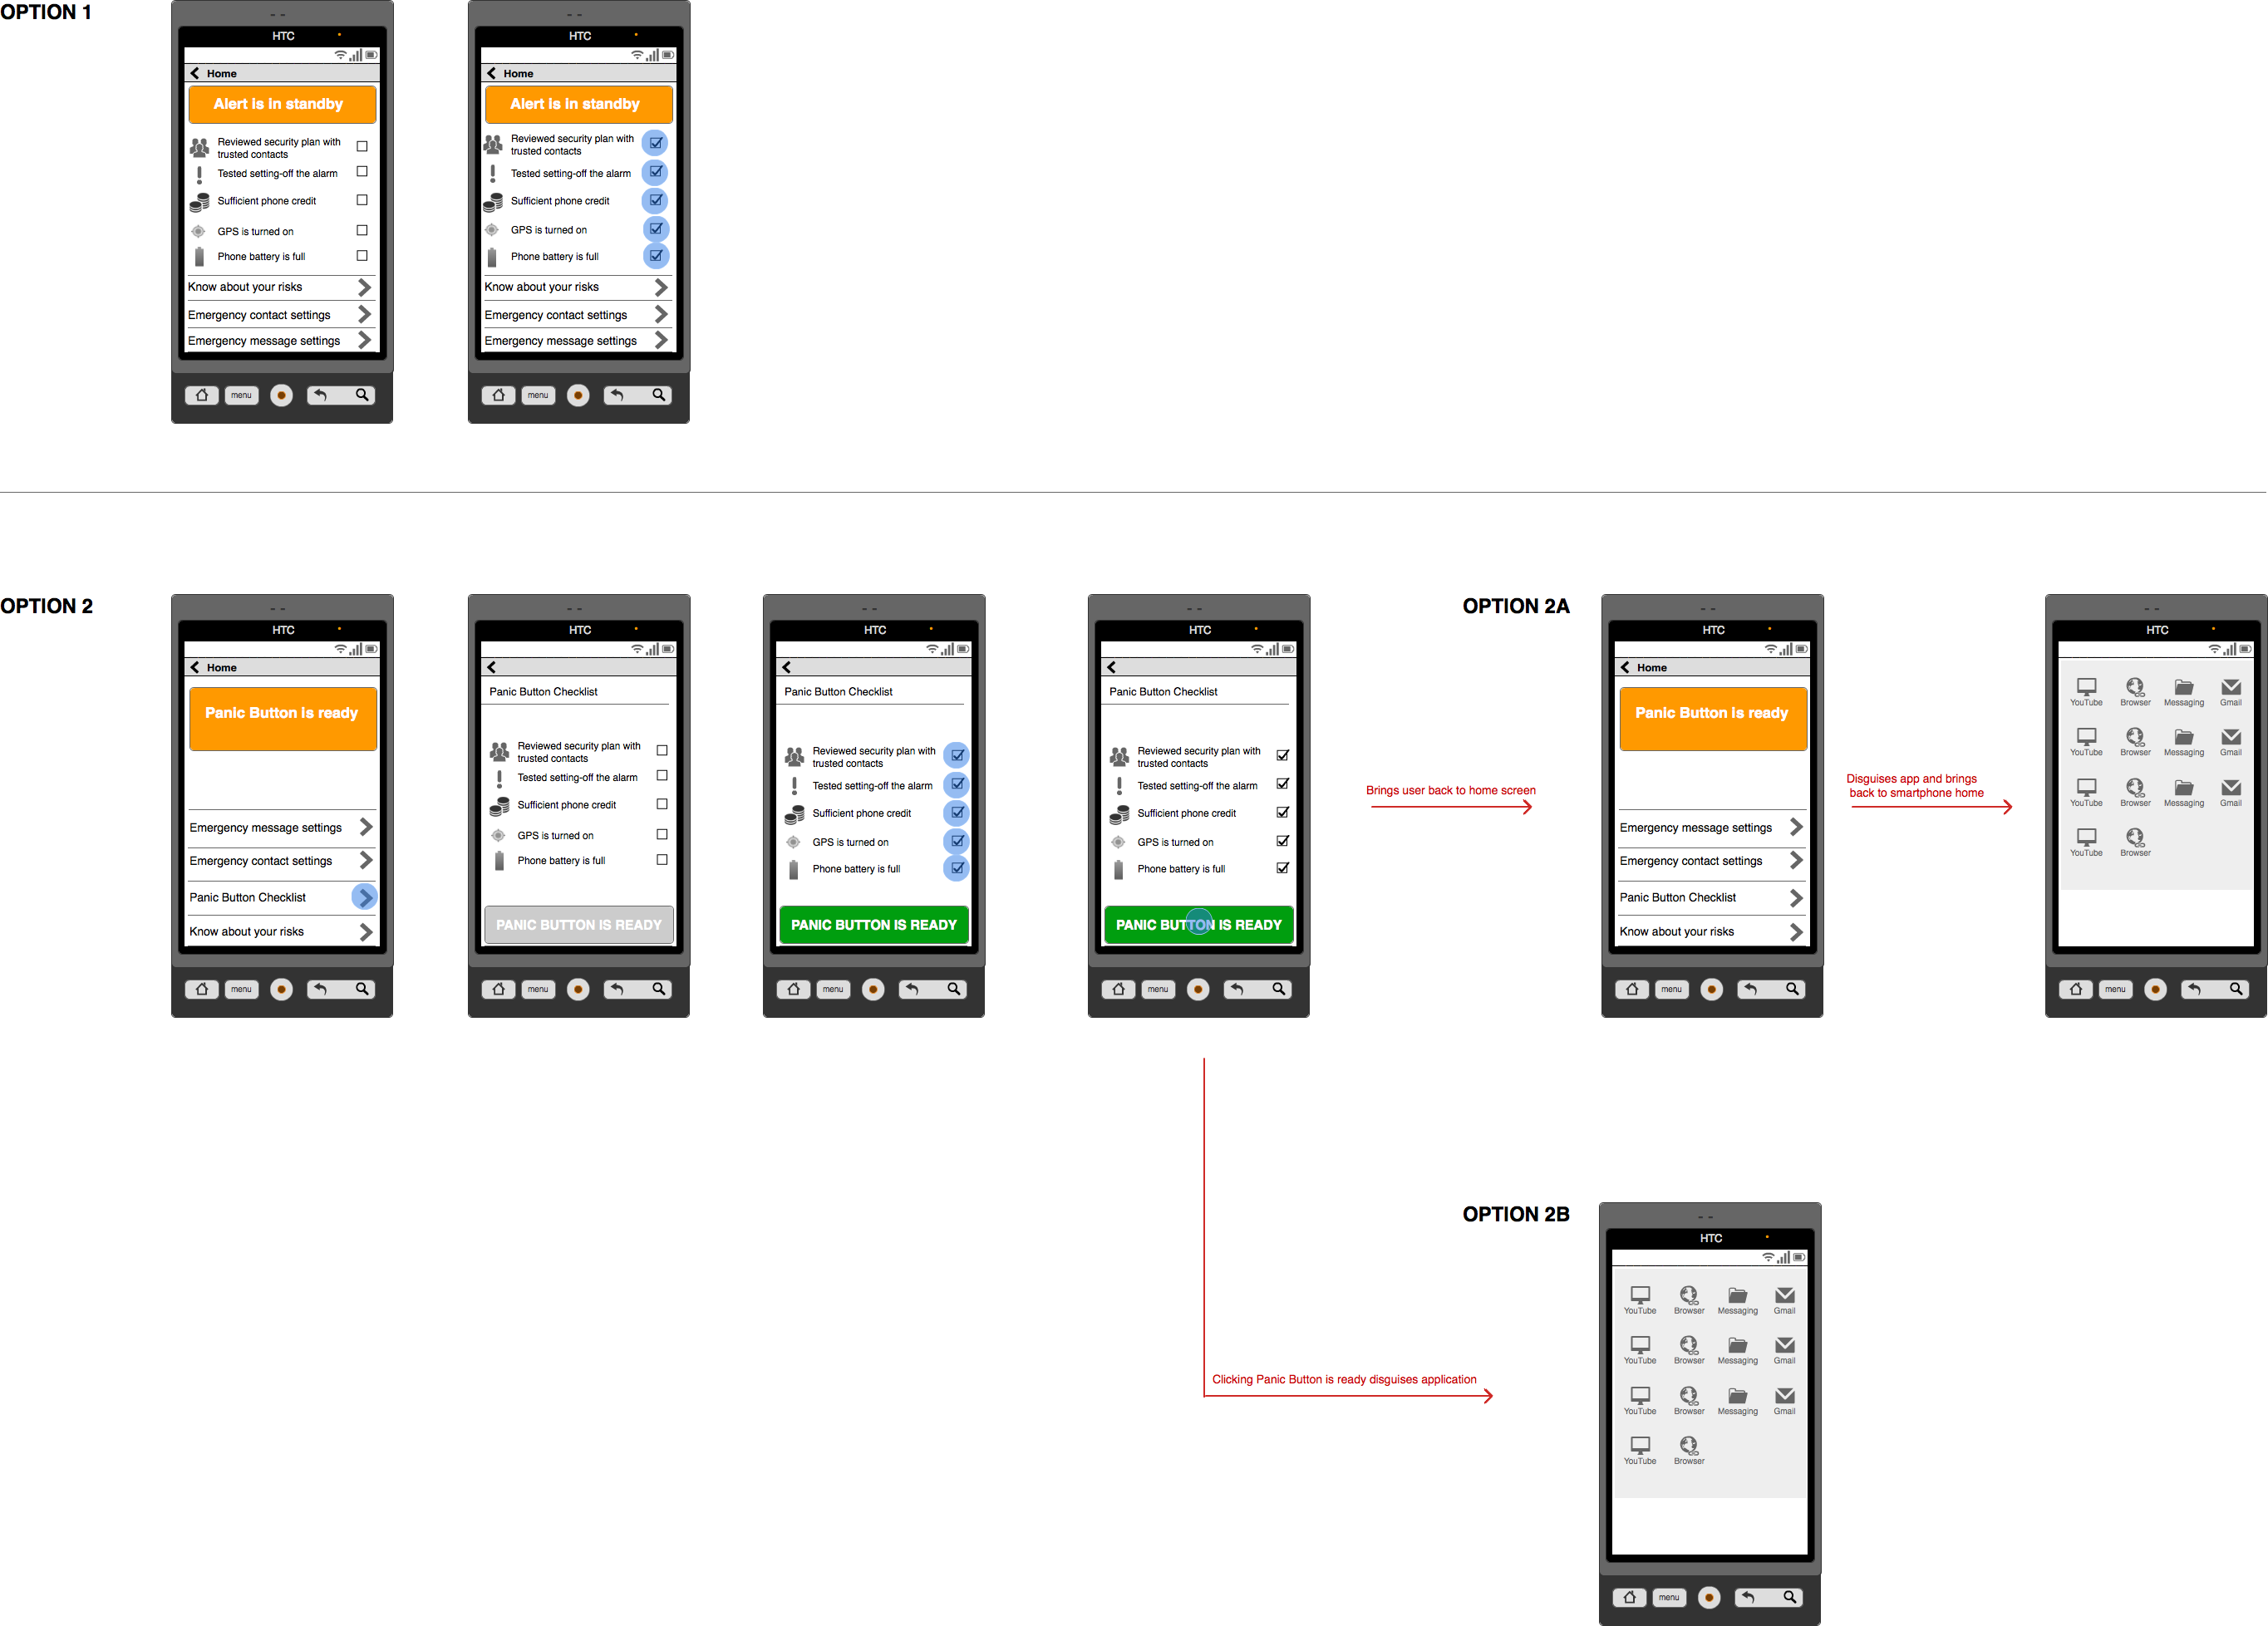 OPTION 1
HTC
Home
Alert is in standby
Reviewed security plan with
trusted contacts
Tested setting-off the alarm
Sufficient phone credit
GPS is turned on
Phone battery is full
Know about your risks
Emergency contact settings
Emergency message settings
menu
HTC
Home
Alert is in standby
Reviewed security plan with
trusted contacts
Tested setting-off the alarm
Sufficient phone credit
GPS is turned on
Phone battery is full
Know about your risks
Emergency contact settings
Emergency message settings
menu
OPTION 2
HTC
Home
Panic Button is ready
Emergency message settings
Emergency contact settings
Panic Button Checklist
Know about your risks
menu
HTC
Panic Button Checklist
Reviewed security plan with
trusted contacts
Tested setting-off the alarm
Sufficient phone credit
GPS is turned on
Phone battery is full
PANIC BUTTON IS READY
menu
HTC
Panic Button Checklist
Reviewed security plan with
trusted contacts
Tested setting-off the alarm
Sufficient phone credit
GPS is turned on
Phone battery is full
PANIC BUTTON IS READY
menu
HTC
Panic Button Checklist
Reviewed security plan with
trusted contacts
Tested setting-off the alarm
Sufficient phone credit
GPS is turned on
Phone battery is full
PANIC BUTTON IS READY
menu
Brings user back to home screen
OPTION 2A
HTC
Home
Panic Button is ready
Emergency message settings
Emergency contact settings
Panic Button Checklist
Know about your risks
menu
Disguises app and brings
back to smartphone home
HTC
YouTube Browser Messaging Gmail
YouTube Browser Messaging Gmail
YouTube Browser Messaging Gmail
YouTube Browser
menu
Clicking Panic Button is ready disguises application
OPTION 2B
HTC
YouTube Browser Messaging Gmail
YouTube Browser Messaging Gmail
YouTube Browser Messaging Gmail
YouTube Browser
menu